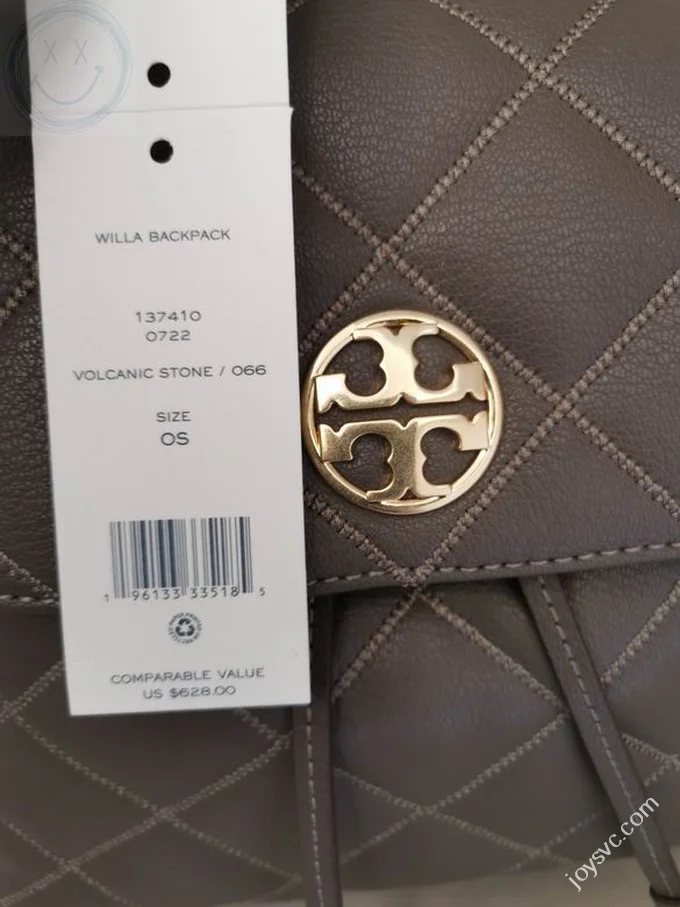 WILLA BACKPACK
137410
0722
VOLCANIC STONE / 066
SIZE
OS
1 96133 33518 5
COMPARABLE VALUE
US $628.00
joysvc.com